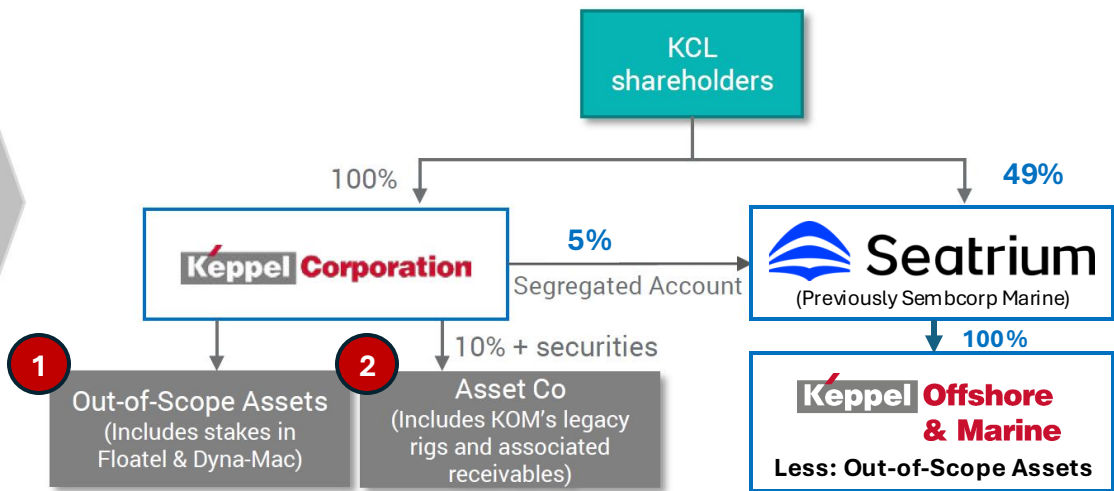 KCL
shareholders
100%
49%
Keppel Corporation
5%
Segregated Account
Seatrium
(Previously Sembcorp Marine)
1
2
10% + securities
100%
Out-of-Scope Assets
(Includes stakes in
Floatel & Dyna-Mac)
Asset Co
(Includes KOM’s legacy
rigs and associated
receivables)
Keppel Offshore
& Marine
Less: Out-of-Scope Assets